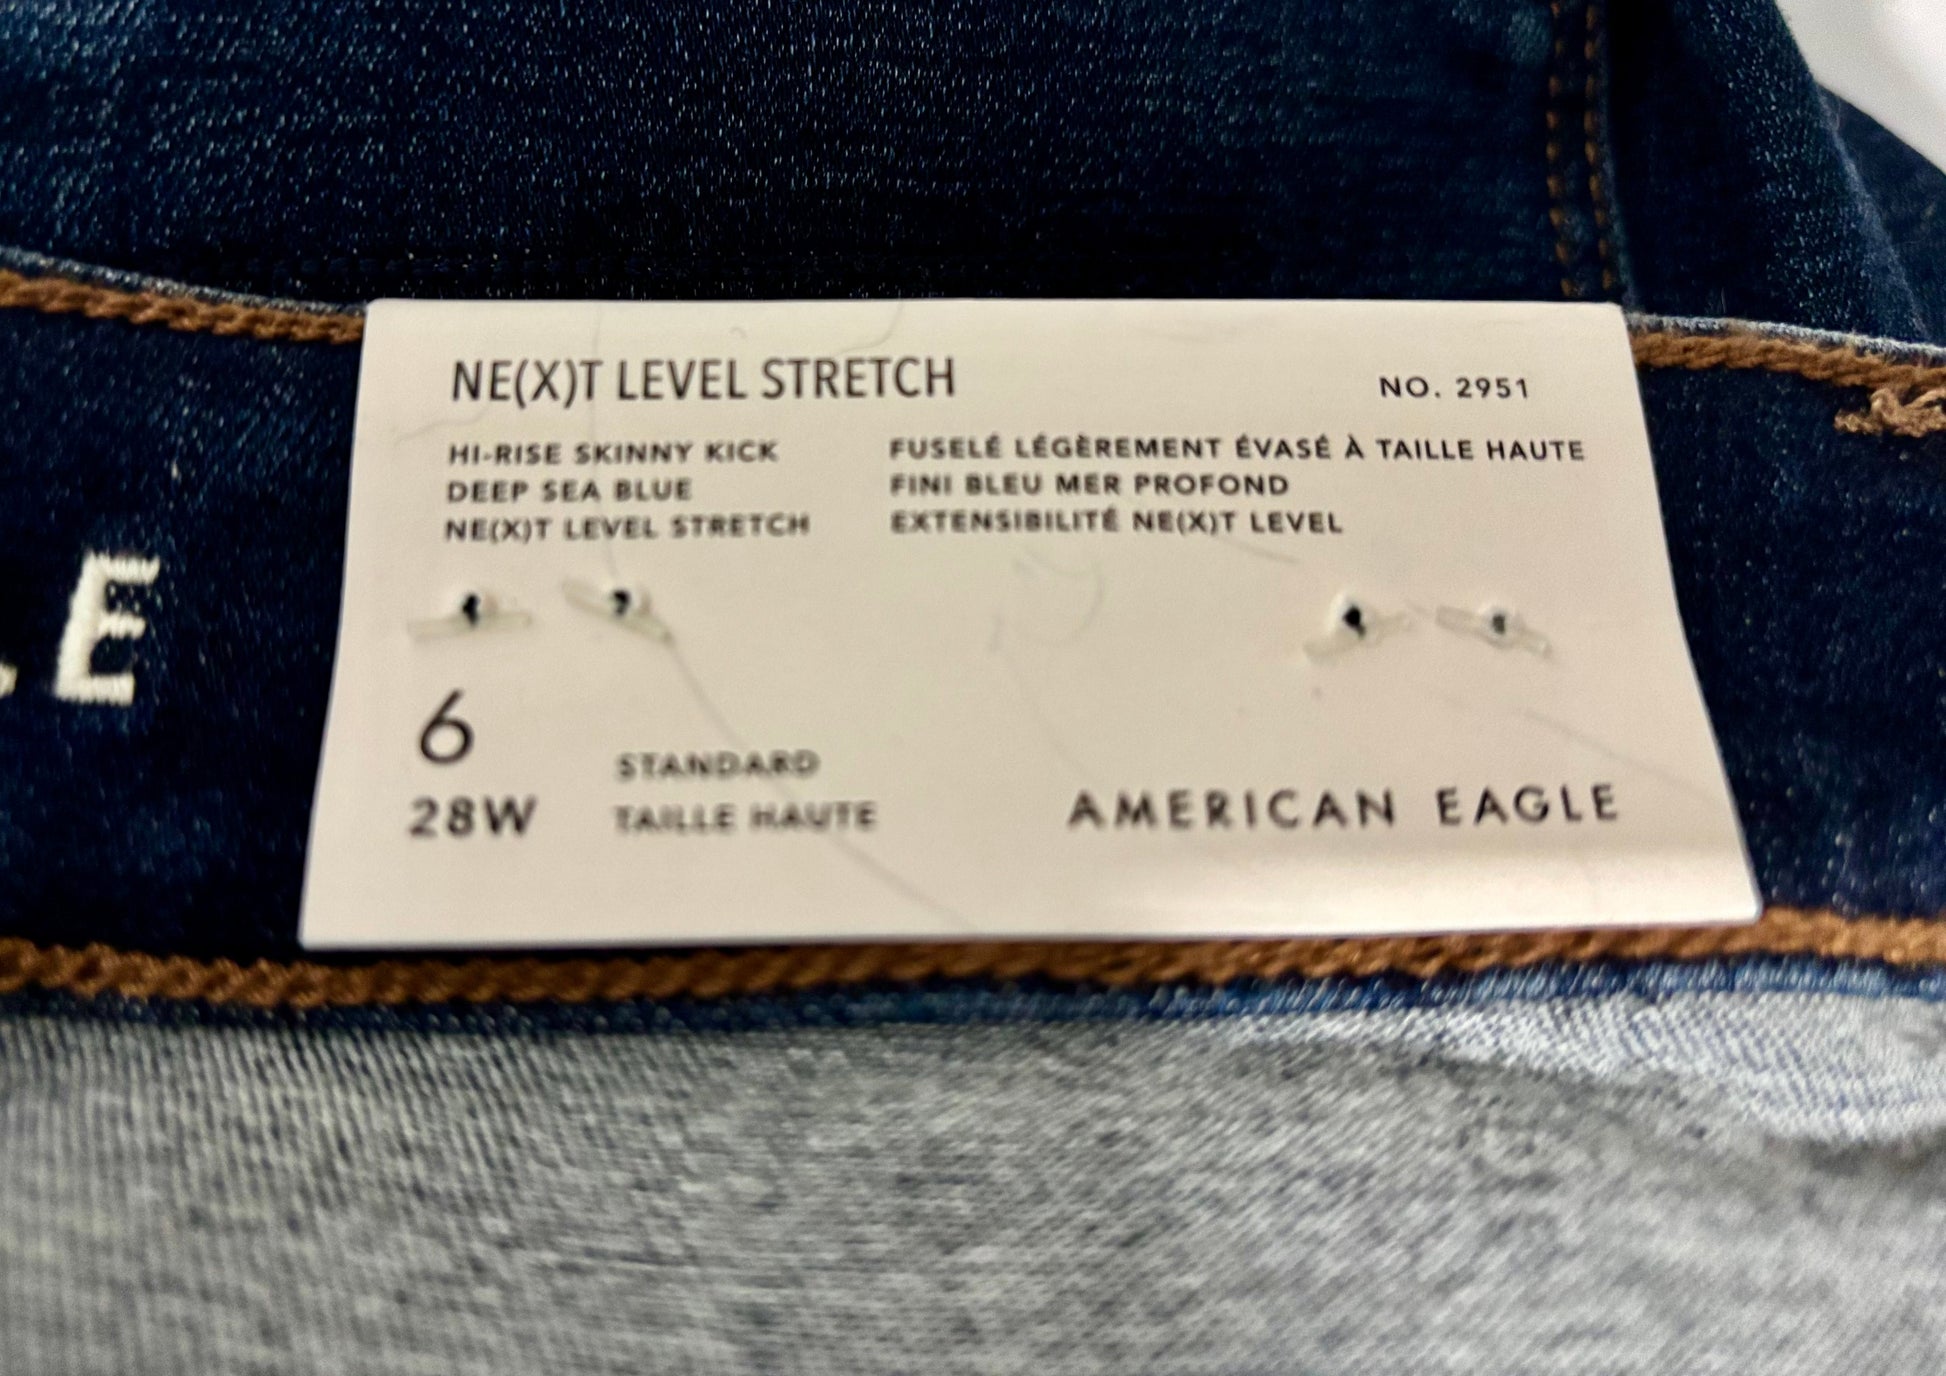 NE(X)T LEVEL STRETCH
NO. 2951
HI-RISE SKINNY KICK
DEEP SEA BLUE
NE(X)T LEVEL STRETCH
FUSELÉ LÉGÈREMENT ÉVASÉ À TAILLE HAUTE
FINI BLEU MER PROFOND
EXTENSIBILITÉ NE(X)T LEVEL
E
6
28W
STANDARD
TAILLE HAUTE
AMERICAN EAGLE